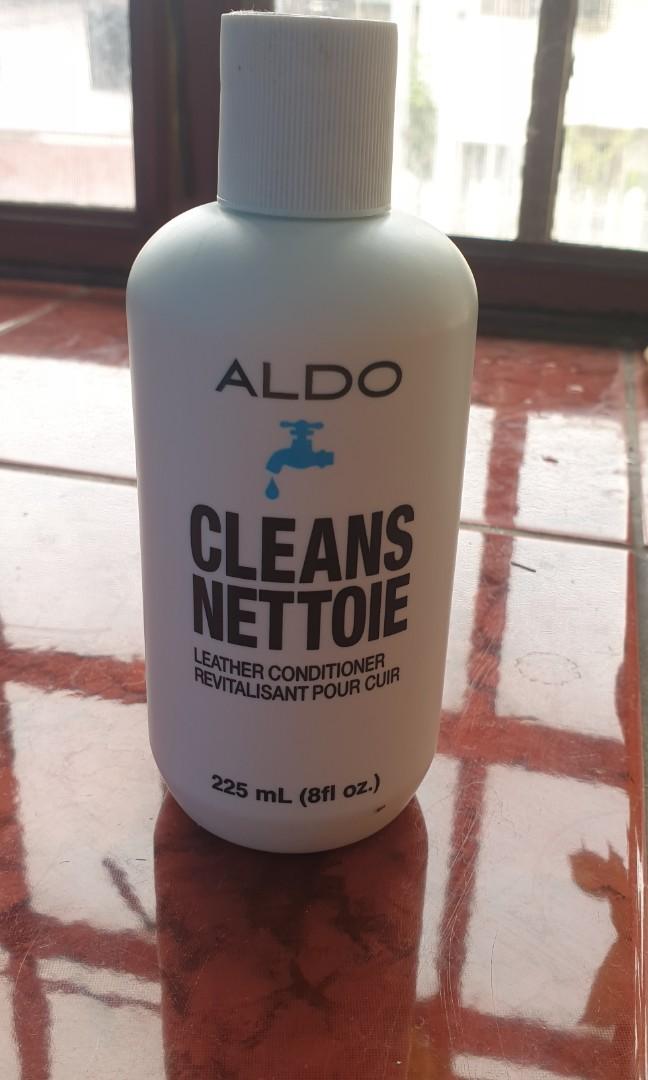 ALDO
CLEANS
NETTOIE
LEATHER CONDITIONER
REVITALISANT POUR CUIR
225 mL (8fl oz.)